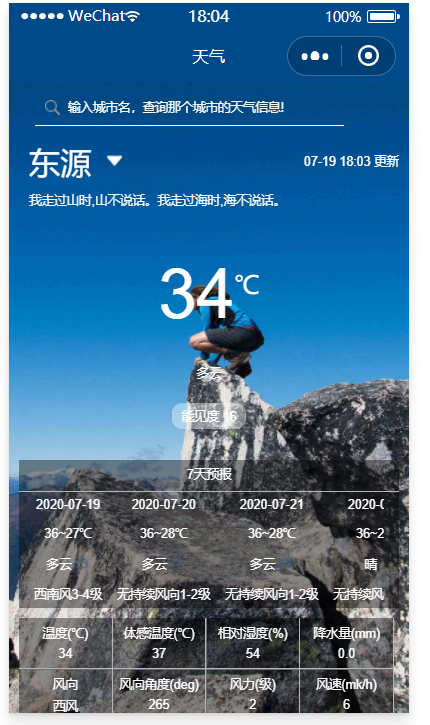 WeChat 18:04 100%
天气
输入城市名，查询那个城市的天气信息!
东源 07-19 18:03 更新
我走过山时,山不说话。我走过海时,海不说话。
34℃
多云
能见度 16
7天预报
2020-07-19 2020-07-20 2020-07-21 2020-0
36~27℃ 36~28℃ 36~28℃ 36~2
多云 多云 多云 晴
西南风3-4级 无持续风向1-2级 无持续风向1-2级 无持续风
温度(℃) 体感温度(℃) 相对湿度(%) 降水量(mm)
34 37 54 0.0
风向 风向角度(deg) 风力(级) 风速(mk/h)
西风 265 2 6